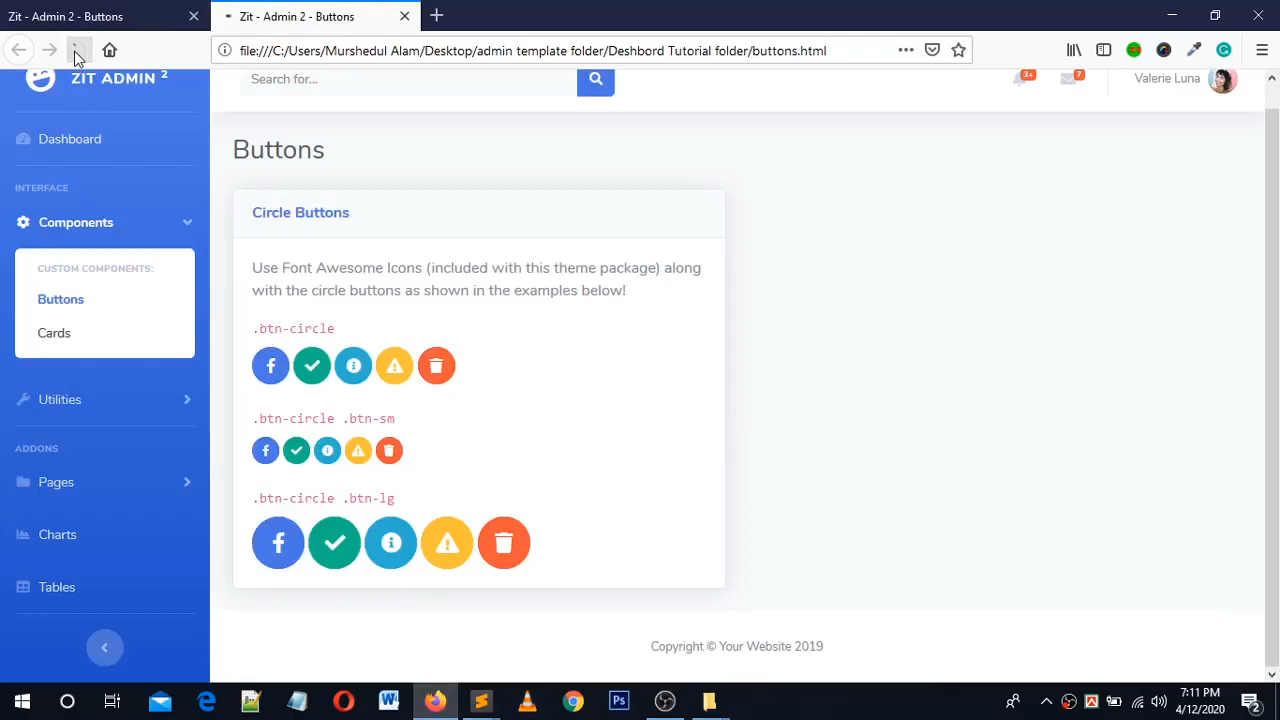 Zit - Admin 2 - Buttons
Zit - Admin 2 - Buttons
file:///C:/Users/Murshedul Alam/Desktop/admin template folder/Deshbord Tutorial folder/buttons.html
ZIT ADMIN 2
Search for...
3+
7
Valerie Luna
Dashboard
INTERFACE
Components
CUSTOM COMPONENTS:
Buttons
Cards
Utilities
ADDONS
Pages
Charts
Tables
Buttons
Circle Buttons
Use Font Awesome Icons (included with this theme package) along
with the circle buttons as shown in the examples below!
.btn-circle
.btn-circle .btn-sm
.btn-circle .btn-lg
Copyright © Your Website 2019
7:11 PM
4/12/2020
2